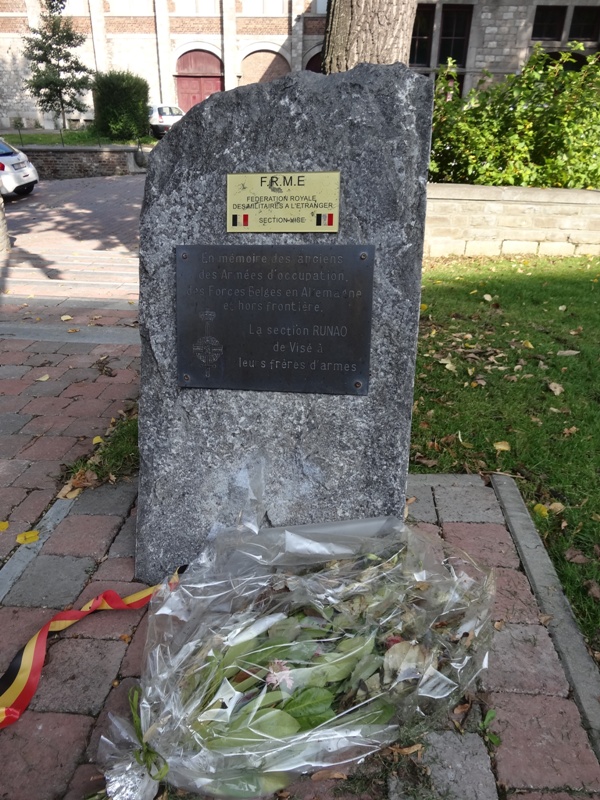 F.R.M.E
FEDERATION ROYALE
DES MILITAIRES A L'ETRANGER
SECTION VISE
En mémoire des anciens
des Armées d'occupation,
des Forces Belges en Allemagne
et hors frontière.
La section RUNAO
de Visé à
leurs frères d'armes